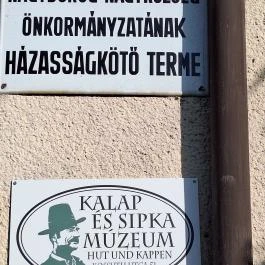 ÖNKORMÁNYZATÁNAK
HÁZASSÁGKÖTŐ TERME
KALAP
ÉS SIPKA
MÚZEUM
HUT UND KAPPEN